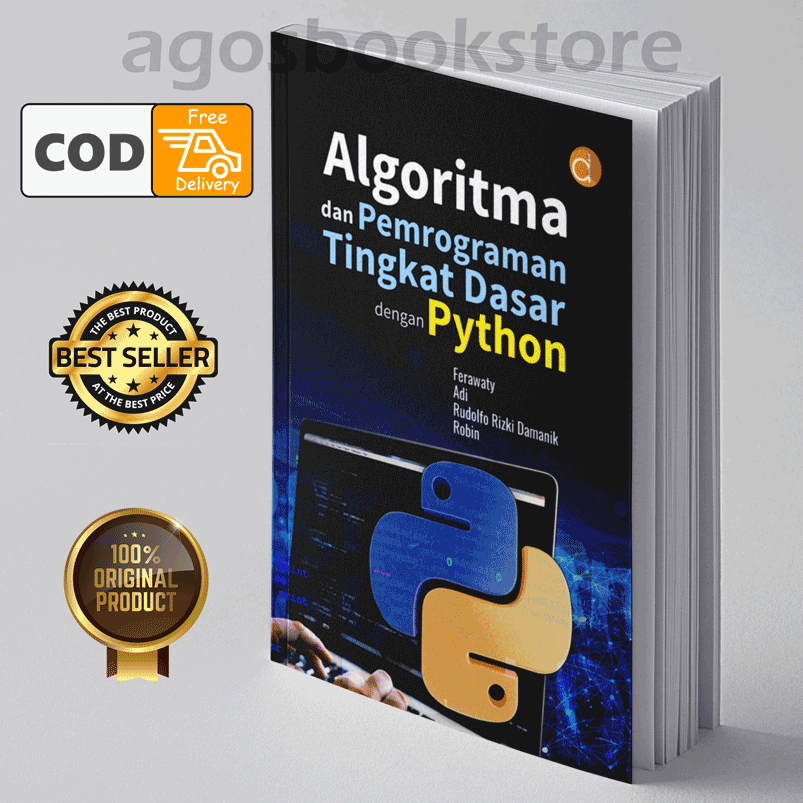 agosbookstore
COD
Free
Delivery
Algoritma
dan Pemrograman
Tingkat Dasar
dengan Python
Ferawaty
Adi
Rudolfo Rizki Damanik
Robin
THE BEST PRODUCT
BEST SELLER
AT THE BEST PRICE
100%
ORIGINAL
PRODUCT